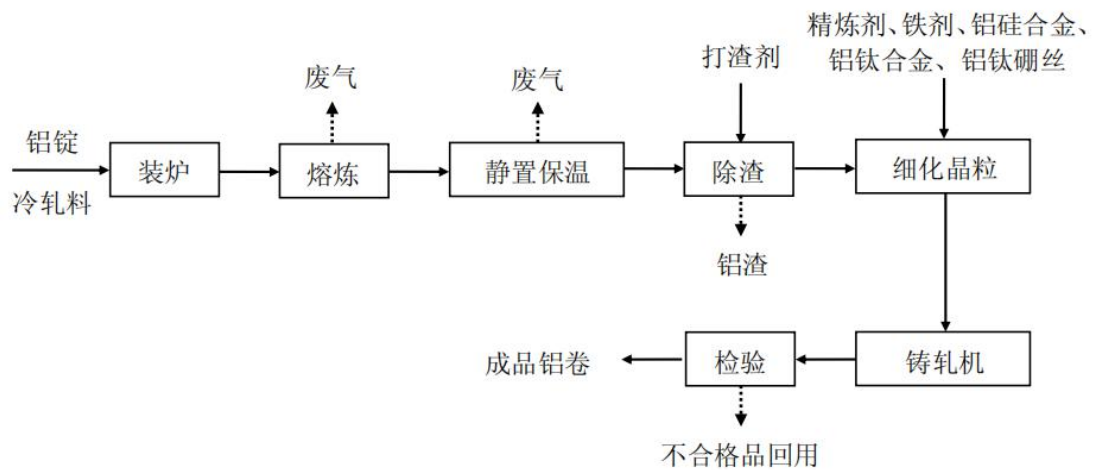 精炼剂、铁剂、铝硅合金、
铝钛合金、铝钛硼丝
打渣剂
废气
废气
铝锭
冷轧料
装炉
熔炼
静置保温
除渣
细化晶粒
铝渣
成品铝卷
检验
铸轧机
不合格品回用